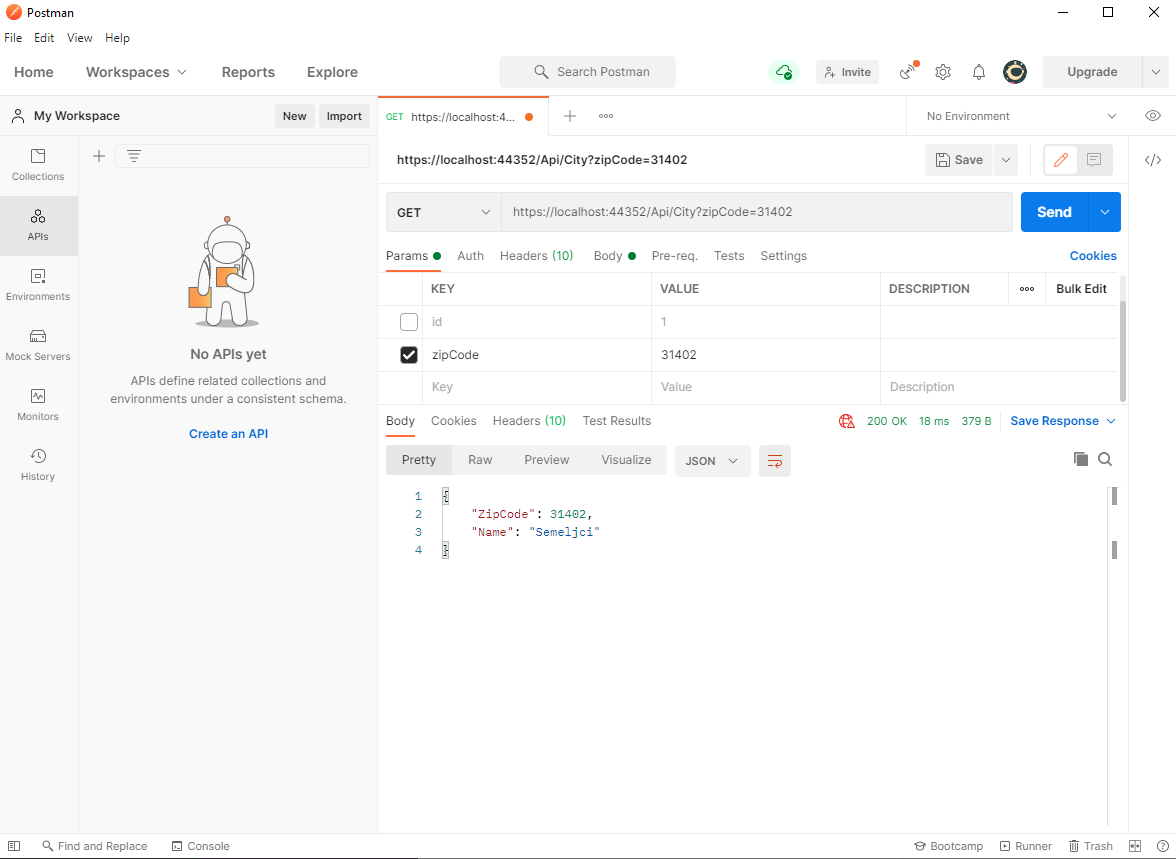 Postman
File Edit View Help
Home Workspaces Reports Explore Search Postman Invite Upgrade
My Workspace New Import GET https://localhost:4... No Environment
https://localhost:44352/Api/City?zipCode=31402 Save
Collections
APIs
Environments
Mock Servers
Monitors
History
No APIs yet
APIs define related collections and
environments under a consistent schema.
Create an API
GET https://localhost:44352/Api/City?zipCode=31402 Send
Params Auth Headers (10) Body Pre-req. Tests Settings Cookies
KEY VALUE DESCRIPTION Bulk Edit
id 1
zipCode 31402
Key Value Description
Body Cookies Headers (10) Test Results 200 OK 18 ms 379 B Save Response
Pretty Raw Preview Visualize JSON
1 {
2 "ZipCode": 31402,
3 "Name": "Semeljci"
4 }
Find and Replace Console Bootcamp Runner Trash